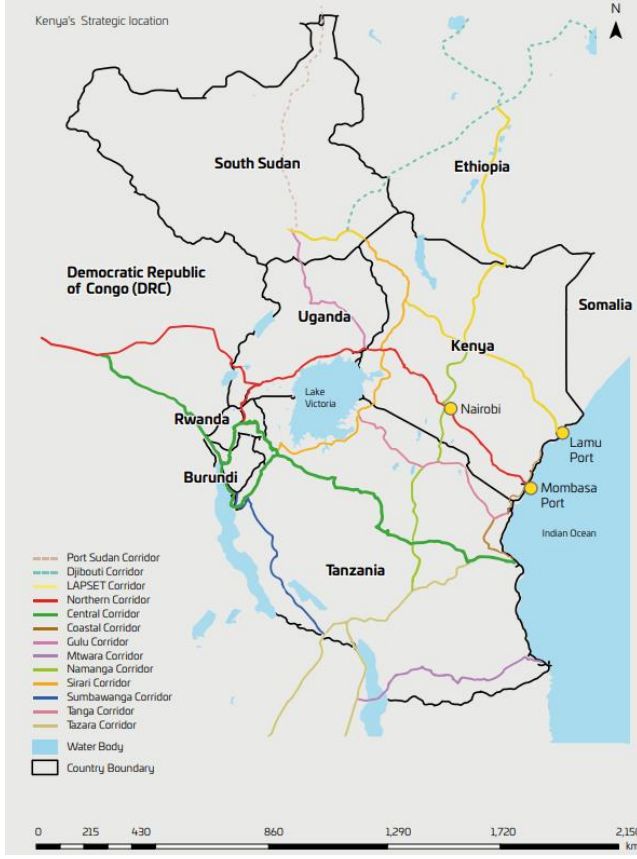 Kenya's Strategic location
N
South Sudan
Ethiopia
Democratic Republic
of Congo (DRC)
Somalia
Uganda
Kenya
Lake
Victoria
Nairobi
Rwanda
Lamu
Port
Burundi
Mombasa
Port
Indian Ocean
Tanzania
Port Sudan Corridor
Djibouti Corridor
LAPSET Corridor
Northern Corridor
Central Corridor
Coastal Corridor
Gulu Corridor
Mtwara Corridor
Namanga Corridor
Sirari Corridor
Sumbawanga Corridor
Tanga Corridor
Tazara Corridor
Water Body
Country Boundary
0 215 430 860 1,290 1,720 2,150
km